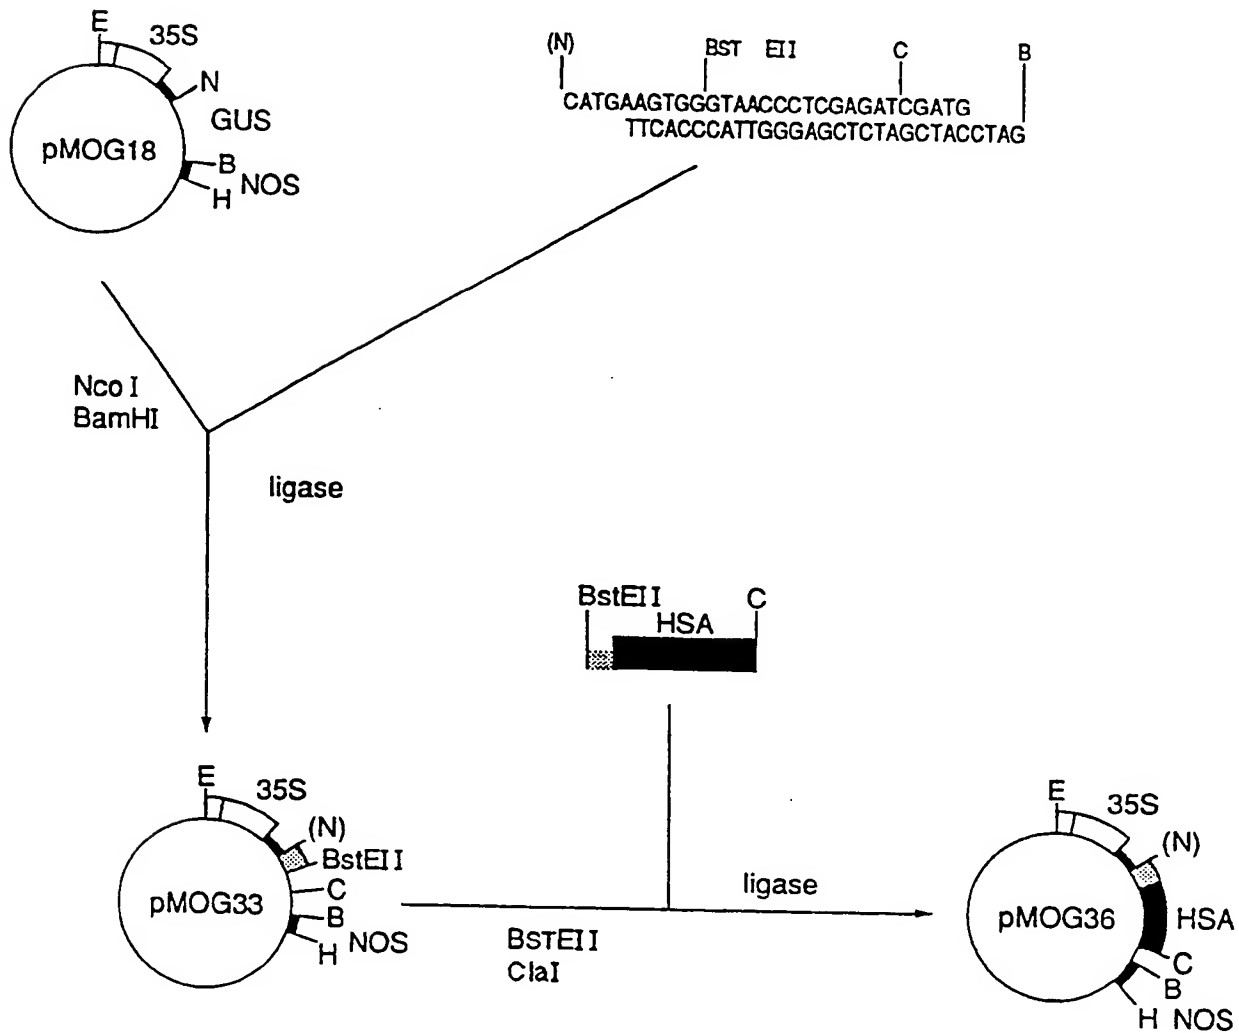 E
35S
N
GUS
pMOG18
B
NOS
H
(N)
BST EII
C
B
CATGAAGTGGGTAACCCTCGAGATCGATG
TTCACCCATTGGGAGCTCTAGCTACCTAG
Nco I
BamHI
ligase
BstEII
C
HSA
E
35S
(N)
BstEII
pMOG33
C
B
NOS
H
BSTEII
ClaI
ligase
E
35S
(N)
pMOG36
HSA
C
B
H NOS